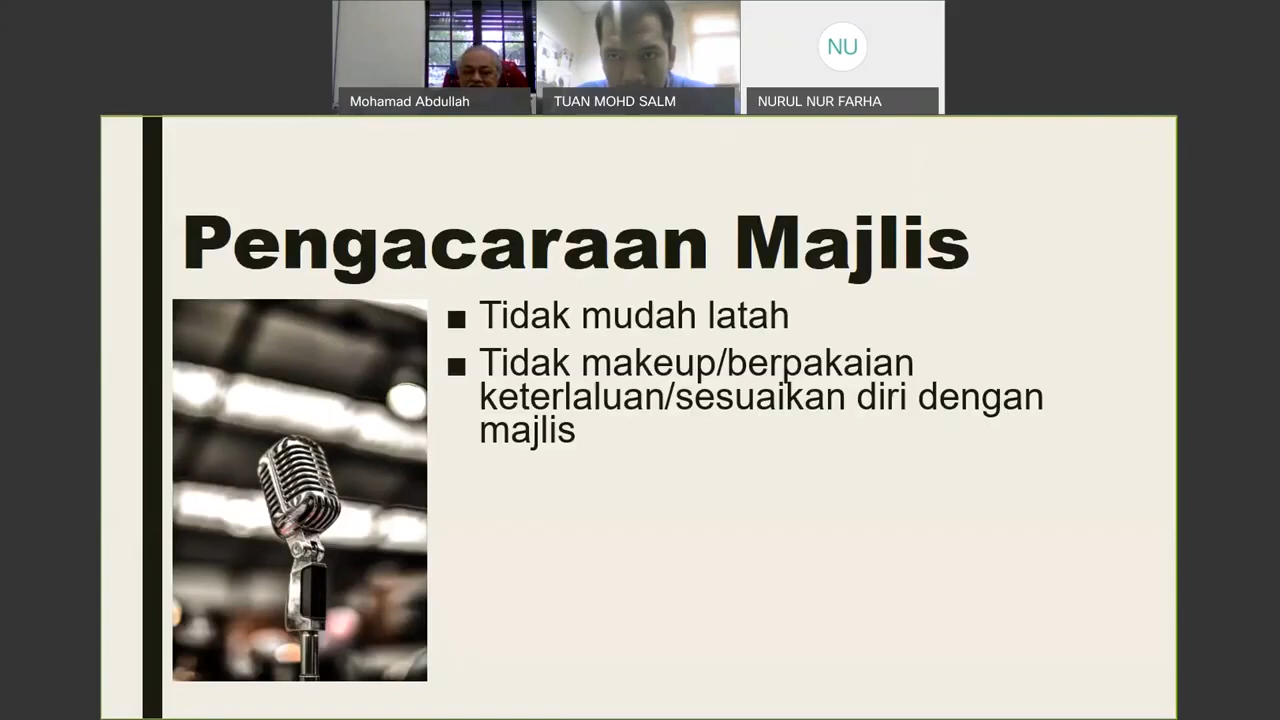 Mohamad Abdullah
TUAN MOHD SALM
NU
NURUL NUR FARHA
Pengacaraan Majlis
■ Tidak mudah latah
■ Tidak makeup/berpakaian
keterlaluan/sesuaikan diri dengan
majlis